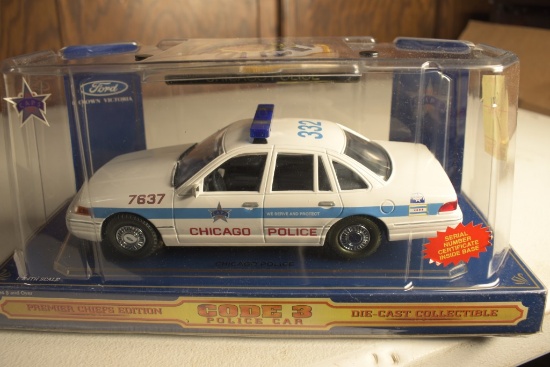 Ford
CROWN VICTORIA
332
7637
WE SERVE AND PROTECT
CHICAGO POLICE
SERIAL
NUMBER
CERTIFICATE
INSIDE BASE
SCALE
PREMIER CHIEFS EDITION
CODE 3
POLICE CAR
DIE-CAST COLLECTIBLE